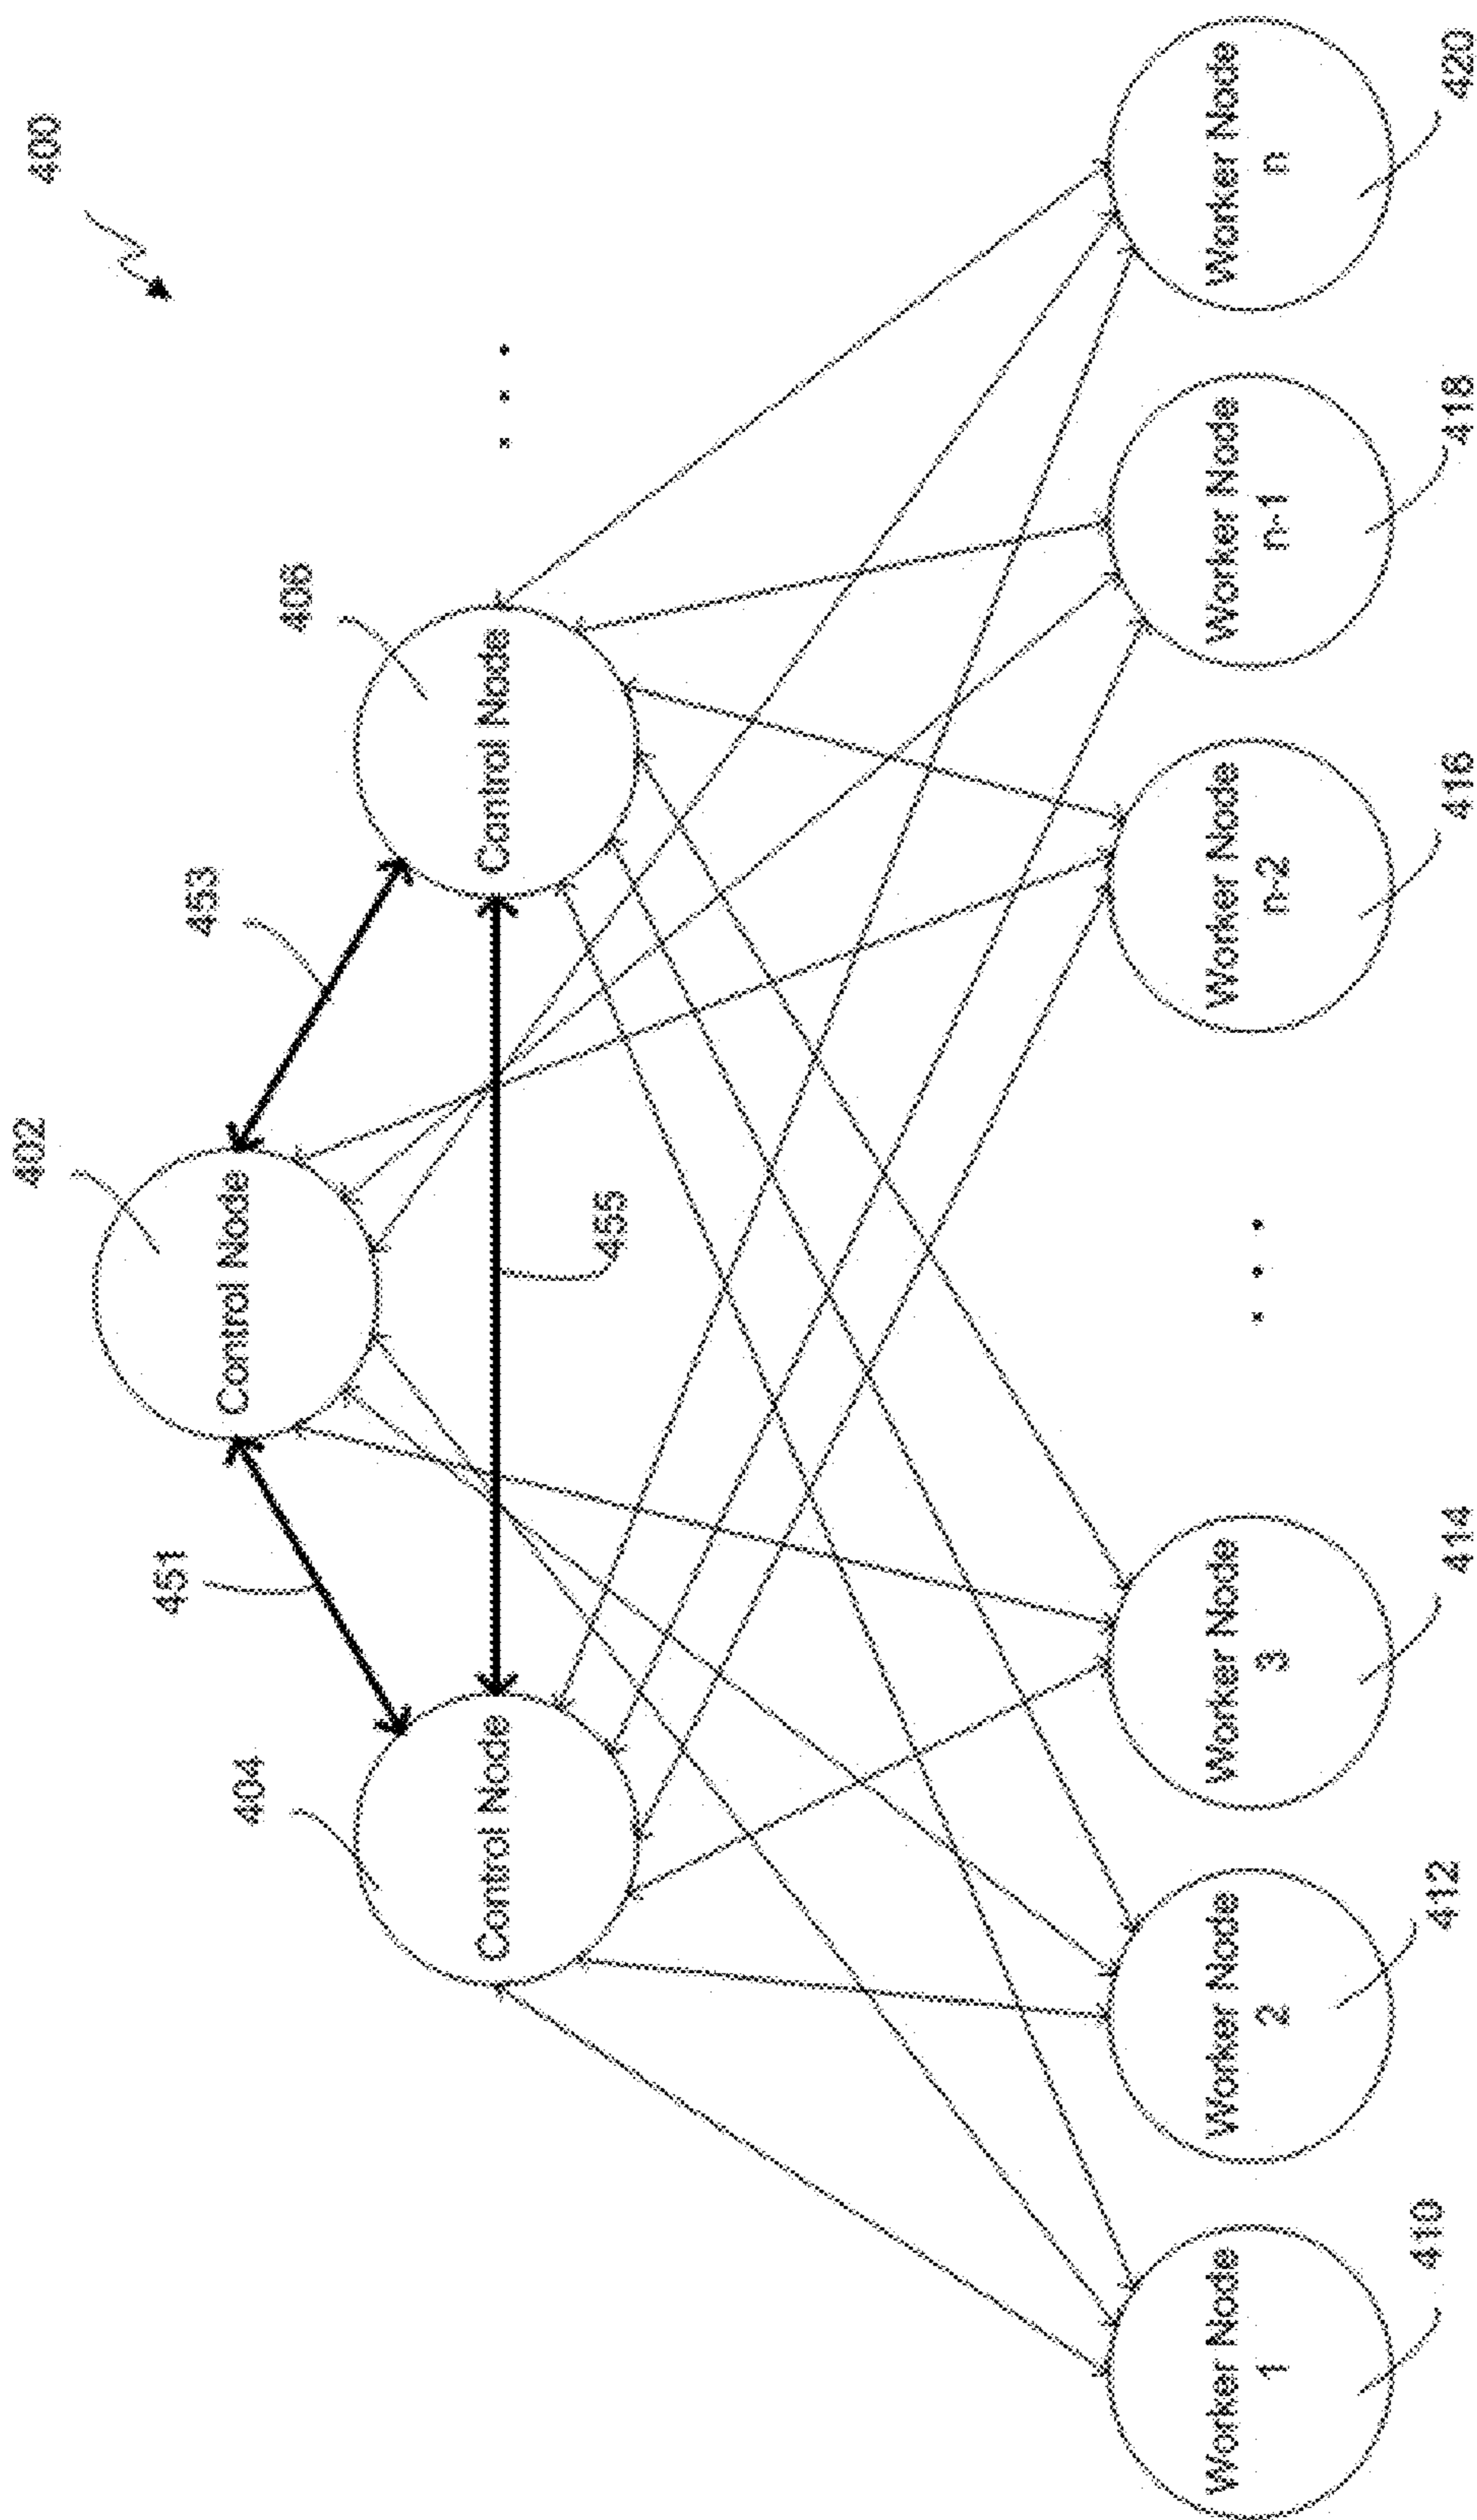 400
402
Control Node
451
453
404
Control Node
455
406
Control Node
. . .
Worker Node
1
410
Worker Node
2
412
Worker Node
3
414
. . .
Worker Node
n-2
416
Worker Node
n-1
418
Worker Node
n
420